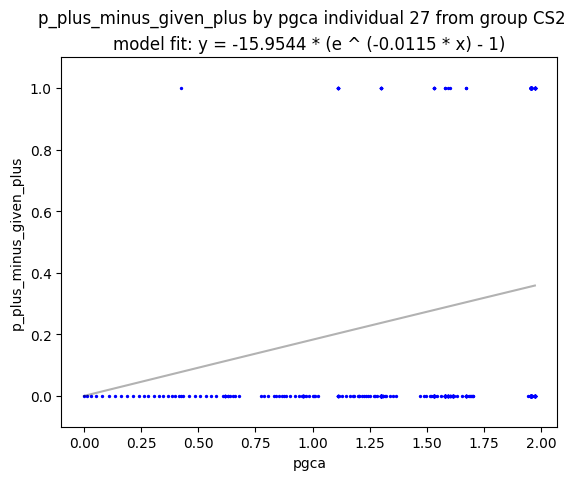 p_plus_minus_given_plus by pgca individual 27 from group CS2
model fit: y = -15.9544 * (e ^ (-0.0115 * x) - 1)
p_plus_minus_given_plus
1.0
0.8
0.6
0.4
0.2
0.0
0.00 0.25 0.50 0.75 1.00 1.25 1.50 1.75 2.00
pgca